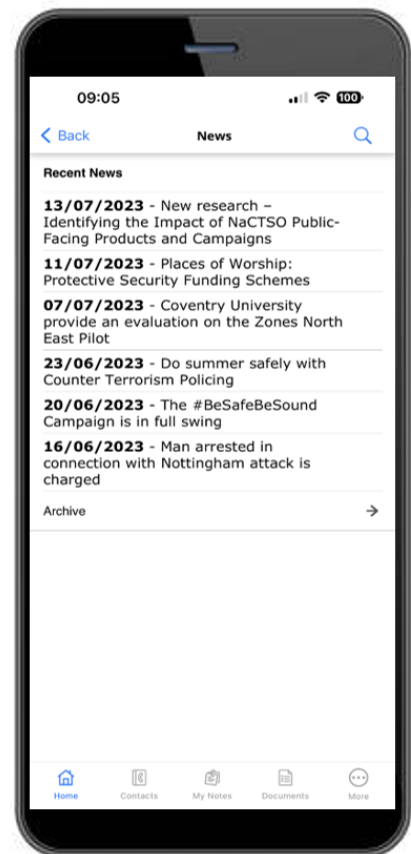 09:05
100
Back
News
Recent News
13/07/2023 - New research –
Identifying the Impact of NaCTSO Public-
Facing Products and Campaigns
11/07/2023 - Places of Worship:
Protective Security Funding Schemes
07/07/2023 - Coventry University
provide an evaluation on the Zones North
East Pilot
23/06/2023 - Do summer safely with
Counter Terrorism Policing
20/06/2023 - The #BeSafeBeSound
Campaign is in full swing
16/06/2023 - Man arrested in
connection with Nottingham attack is
charged
Archive
Home Contacts My Notes Documents More